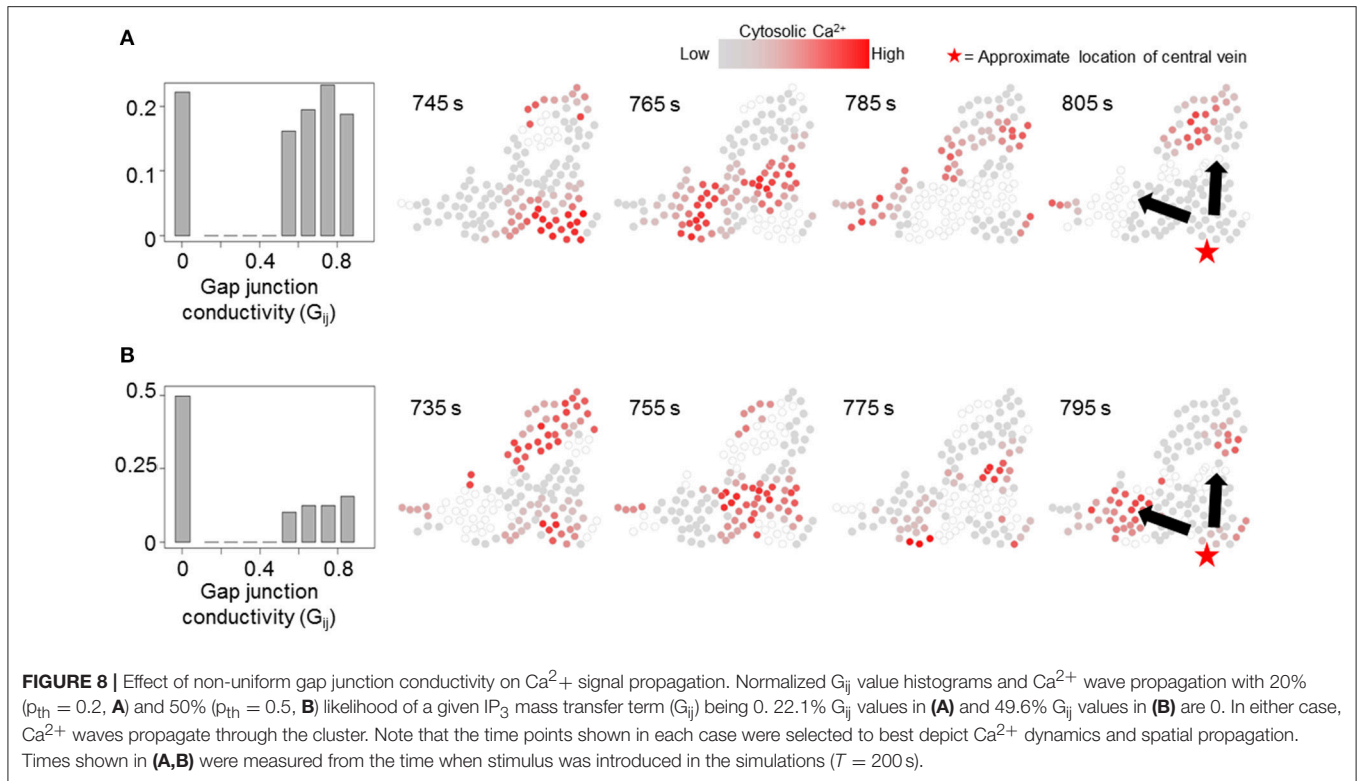 A
Cytosolic Ca²⁺
Low
High
★ = Approximate location of central vein
0.2
0.1
0
0 0.4 0.8
Gap junction
conductivity (Gij)
745 s
765 s
785 s
805 s
B
0.5
0.25
0
0 0.4 0.8
Gap junction
conductivity (Gij)
735 s
755 s
775 s
795 s
FIGURE 8 | Effect of non-uniform gap junction conductivity on Ca²+ signal propagation. Normalized Gij value histograms and Ca²⁺ wave propagation with 20%
(pth = 0.2, A) and 50% (pth = 0.5, B) likelihood of a given IP3 mass transfer term (Gij) being 0. 22.1% Gij values in (A) and 49.6% Gij values in (B) are 0. In either case,
Ca²⁺ waves propagate through the cluster. Note that the time points shown in each case were selected to best depict Ca²⁺ dynamics and spatial propagation.
Times shown in (A,B) were measured from the time when stimulus was introduced in the simulations (T = 200 s).